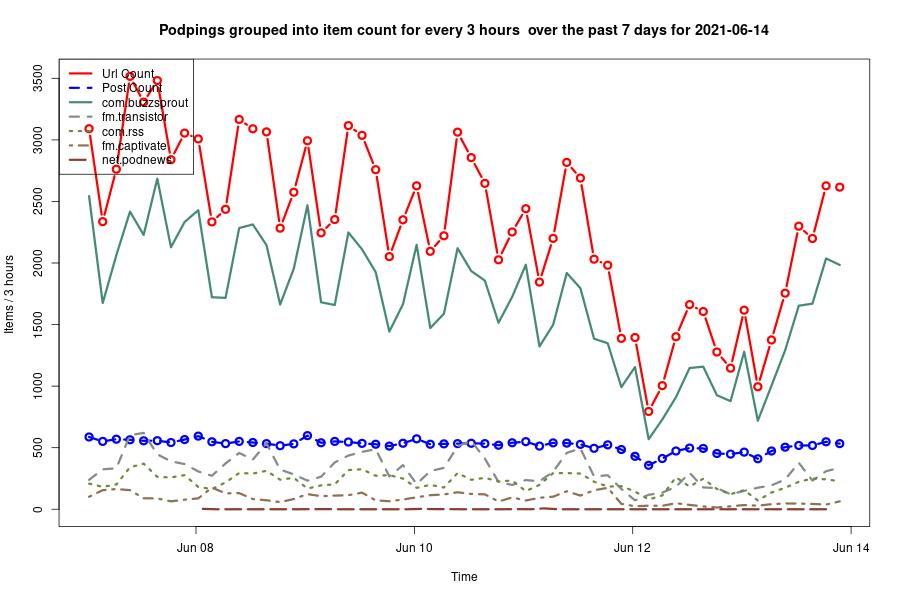 Podpings grouped into item count for every 3 hours  over the past 7 days for 2021-06-14
Url Count
Post Count
com.buzzsprout
fm.transistor
com.rss
fm.captivate
net.podnews
3500
3000
2500
2000
1500
1000
500
0
Items / 3 hours
Jun 08
Jun 10
Jun 12
Jun 14
Time